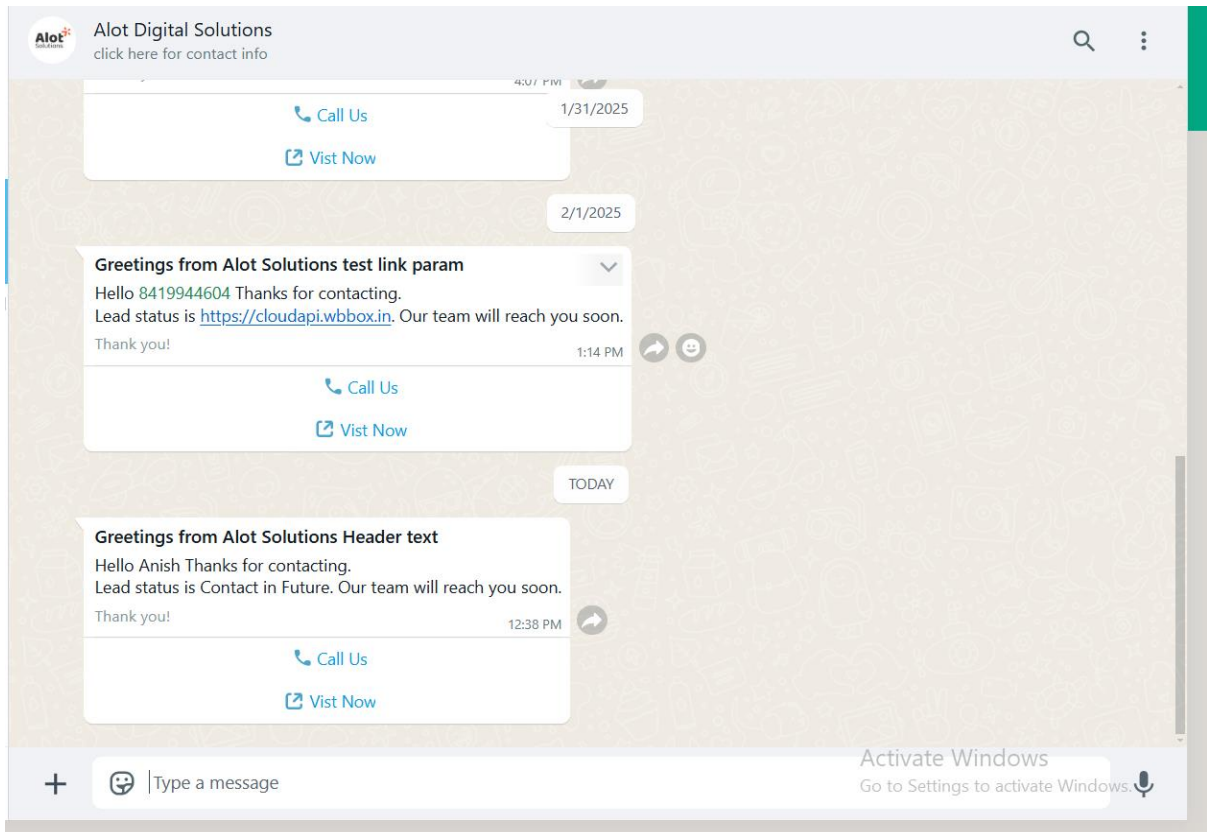 Alot
Solutions
Alot Digital Solutions
click here for contact info
4:07 PM
1/31/2025
Call Us
Vist Now
2/1/2025
Greetings from Alot Solutions test link param
Hello 8419944604 Thanks for contacting.
Lead status is https://cloudapi.wbbox.in. Our team will reach you soon.
Thank you!
1:14 PM
Call Us
Vist Now
TODAY
Greetings from Alot Solutions Header text
Hello Anish Thanks for contacting.
Lead status is Contact in Future. Our team will reach you soon.
Thank you!
12:38 PM
Call Us
Vist Now
Type a message
Activate Windows
Go to Settings to activate Windows.